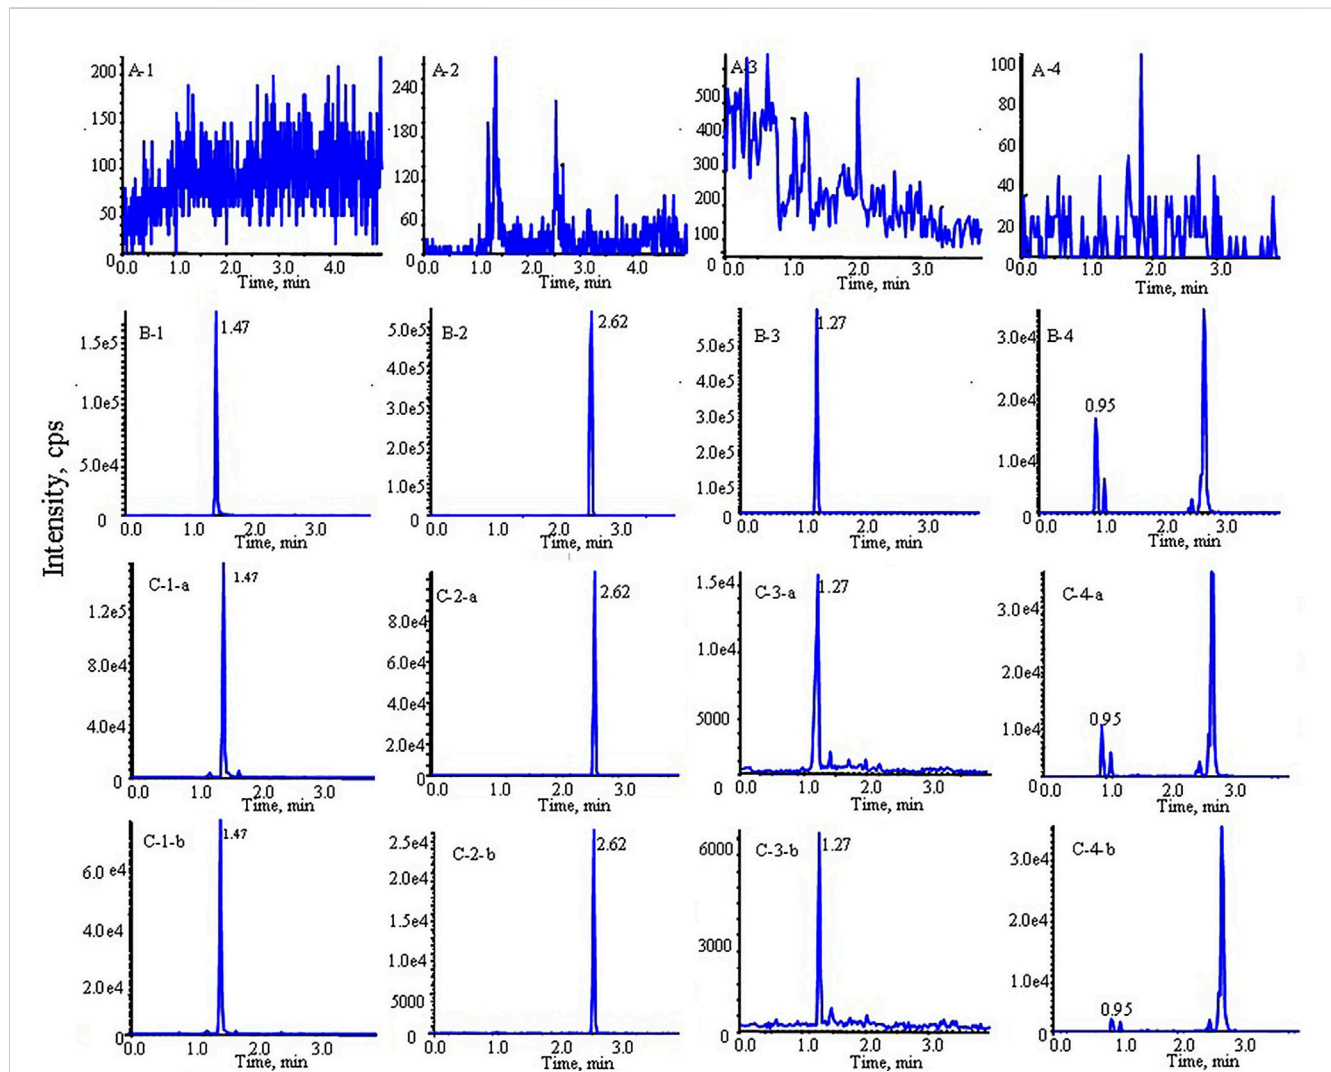 A-1
200
150
100
50
0
0.0 1.0 2.0 3.0 4.0
Time, min
A-2
240
180
120
60
0
0.0 1.0 2.0 3.0 4.0
Time, min
A-3
500
400
300
200
100
0
0.0 1.0 2.0 3.0
Time, min
A-4
100
80
60
40
20
0
0.0 1.0 2.0 3.0
Time, min
Intensity, cps
B-1
1.47
1.5e5
1.0e5
5.0e4
0
0.0 1.0 2.0 3.0
Time, min
B-2
2.62
5.0e5
4.0e5
3.0e5
2.0e5
1.0e5
0
0.0 1.0 2.0 3.0
Time, min
B-3
1.27
5.0e5
4.0e5
3.0e5
2.0e5
1.0e5
0
0.0 1.0 2.0 3.0
Time, min
B-4
0.95
3.0e4
2.0e4
1.0e4
0
0.0 1.0 2.0 3.0
Time, min
C-1-a
1.47
1.2e5
8.0e4
4.0e4
0
0.0 1.0 2.0 3.0
Time, min
C-2-a
2.62
8.0e4
6.0e4
4.0e4
2.0e4
0
0.0 1.0 2.0 3.0
Time, min
C-3-a
1.27
1.5e4
1.0e4
5000
0
0.0 1.0 2.0 3.0
Time, min
C-4-a
0.95
3.0e4
2.0e4
1.0e4
0
0.0 1.0 2.0 3.0
Time, min
C-1-b
1.47
6.0 e4
4.0e4
2.0e4
0
0.0 1.0 2.0 3.0
Time, min
C-2-b
2.62
2.5e4
2.0e4
1.5e4
1.0e4
5000
0
0.0 1.0 2.0 3.0
Time, min
C-3-b
1.27
6000
3000
0
0.0 1.0 2.0 3.0
Time, min
C-4-b
0.95
3.0e4
2.0e4
1.0e4
0
0.0 1.0 2.0 3.0
Time, min